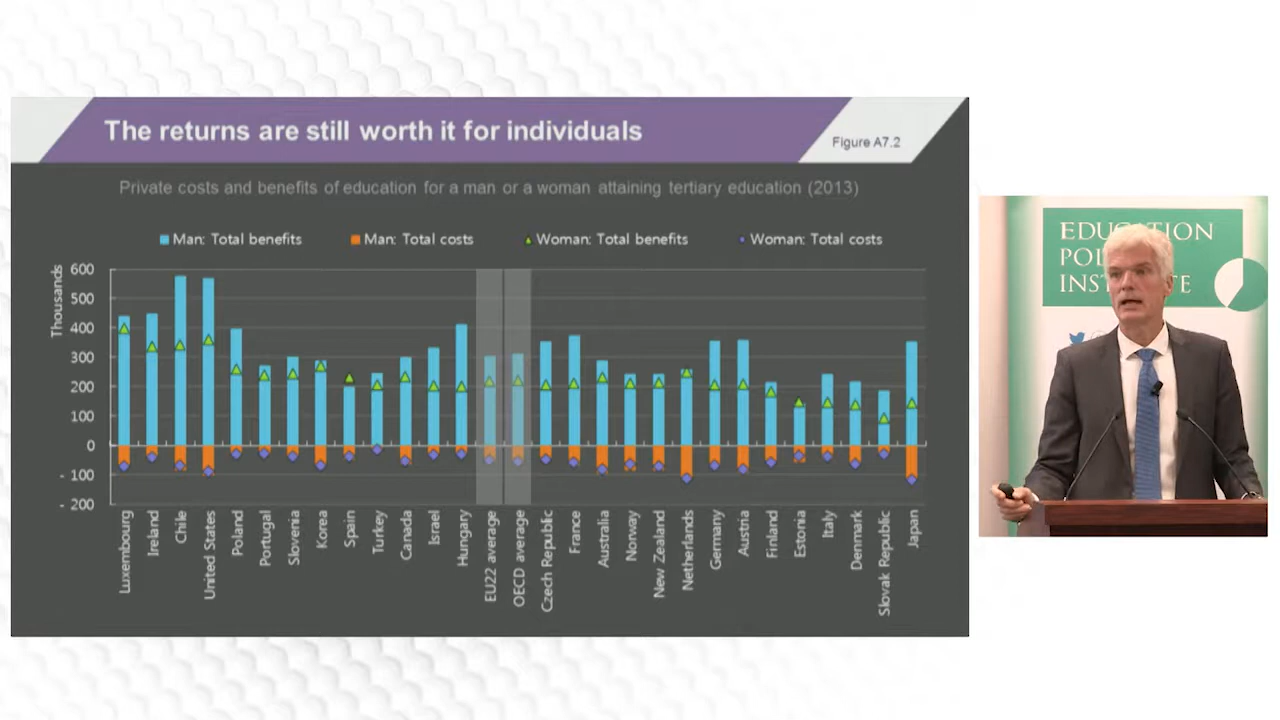 The returns are still worth it for individuals
Figure A7.2
Private costs and benefits of education for a man or a woman attaining tertiary education (2013)
Man: Total benefits
Man: Total costs
Woman: Total benefits
Woman: Total costs
Thousands
600
500
400
300
200
100
0
- 100
- 200
Luxembourg
Ireland
Chile
United States
Poland
Portugal
Slovenia
Korea
Spain
Turkey
Canada
Israel
Hungary
EU22 average
OECD average
Czech Republic
France
Australia
Norway
New Zealand
Netherlands
Germany
Austria
Finland
Estonia
Italy
Denmark
Slovak Republic
Japan
EDUCATION